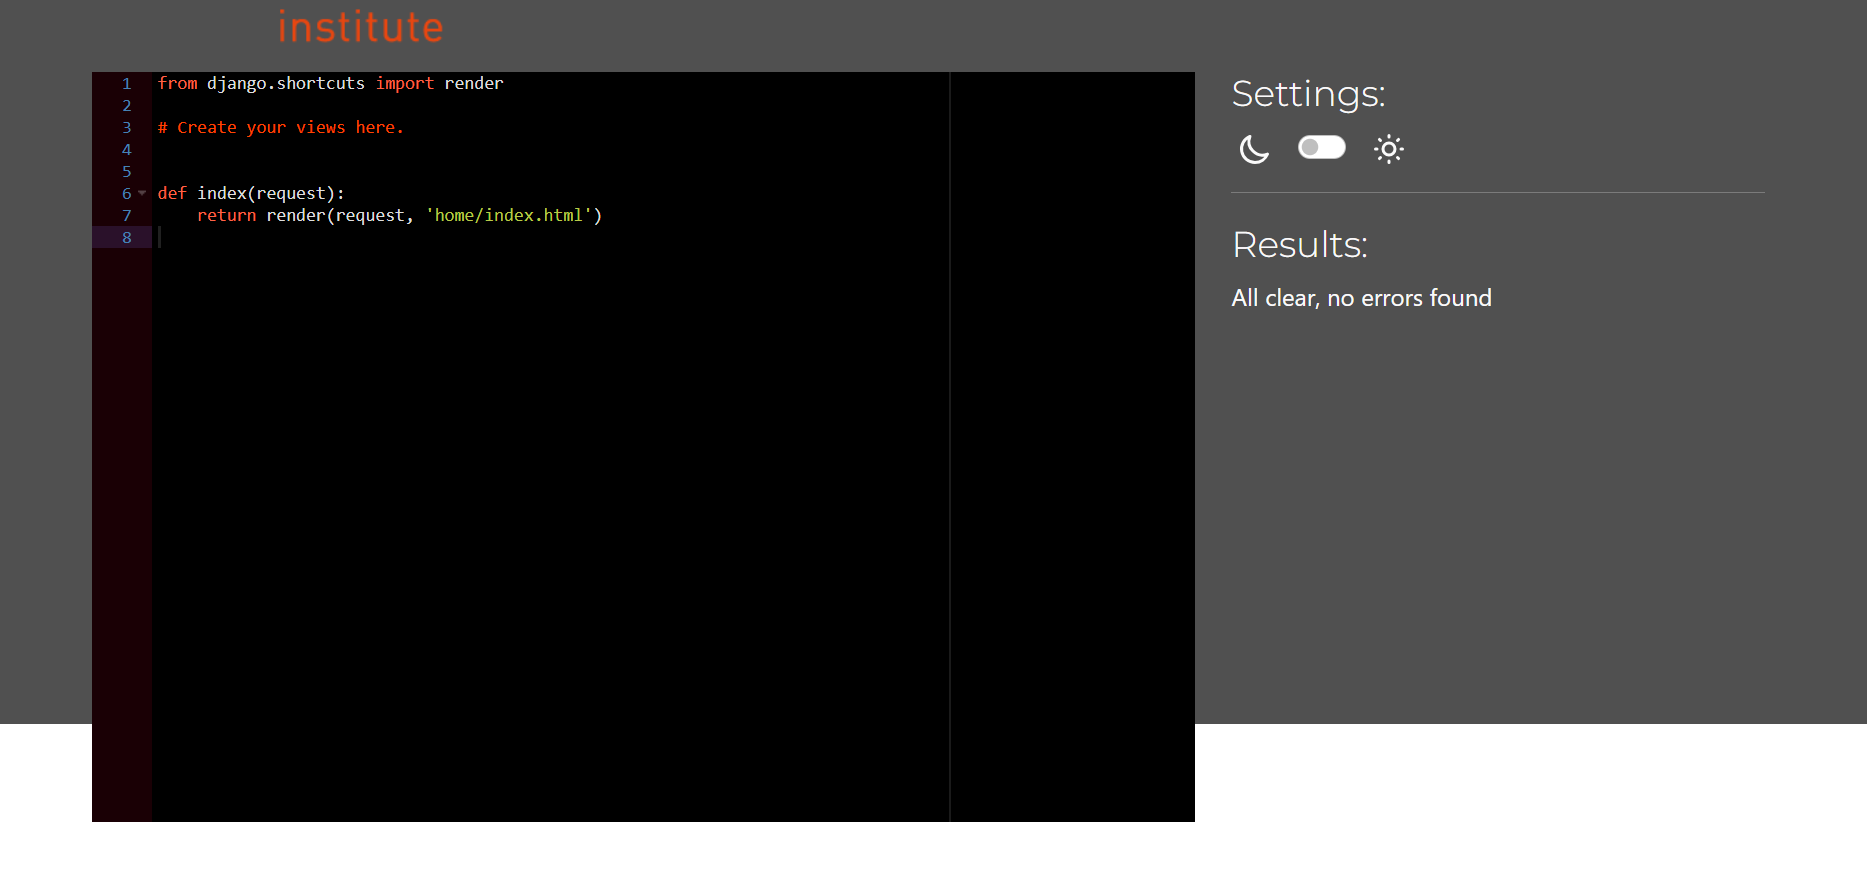 institute
1 from django.shortcuts import render
2
3 # Create your views here.
4
5
6 def index(request):
7     return render(request, 'home/index.html')
8
Settings:
Results:
All clear, no errors found